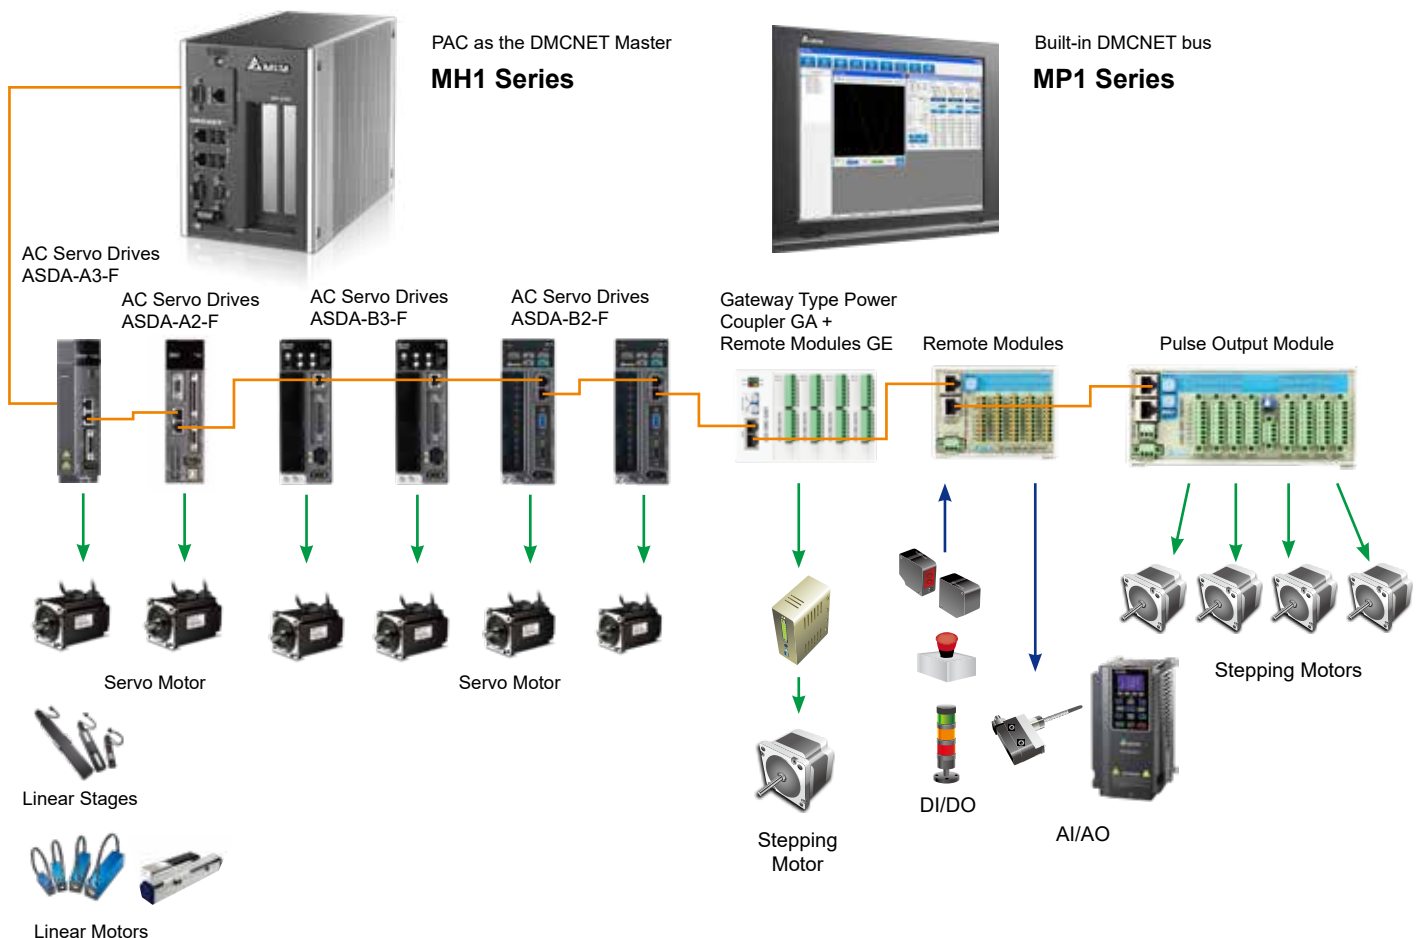 PAC as the DMCNET Master
MH1 Series
Built-in DMCNET bus
MP1 Series
AC Servo Drives
ASDA-A3-F
AC Servo Drives
ASDA-A2-F
AC Servo Drives
ASDA-B3-F
AC Servo Drives
ASDA-B2-F
Gateway Type Power
Coupler GA +
Remote Modules GE
Remote Modules
Pulse Output Module
Servo Motor
Servo Motor
Stepping Motors
Linear Stages
DI/DO
AI/AO
Stepping
Motor
Linear Motors